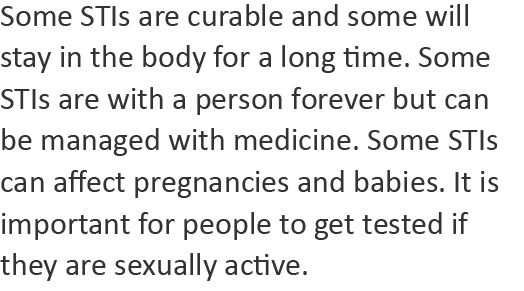 Some STIs are curable and some will
stay in the body for a long time. Some
STIs are with a person forever but can
be managed with medicine. Some STIs
can affect pregnancies and babies. It is
important for people to get tested if
they are sexually active.